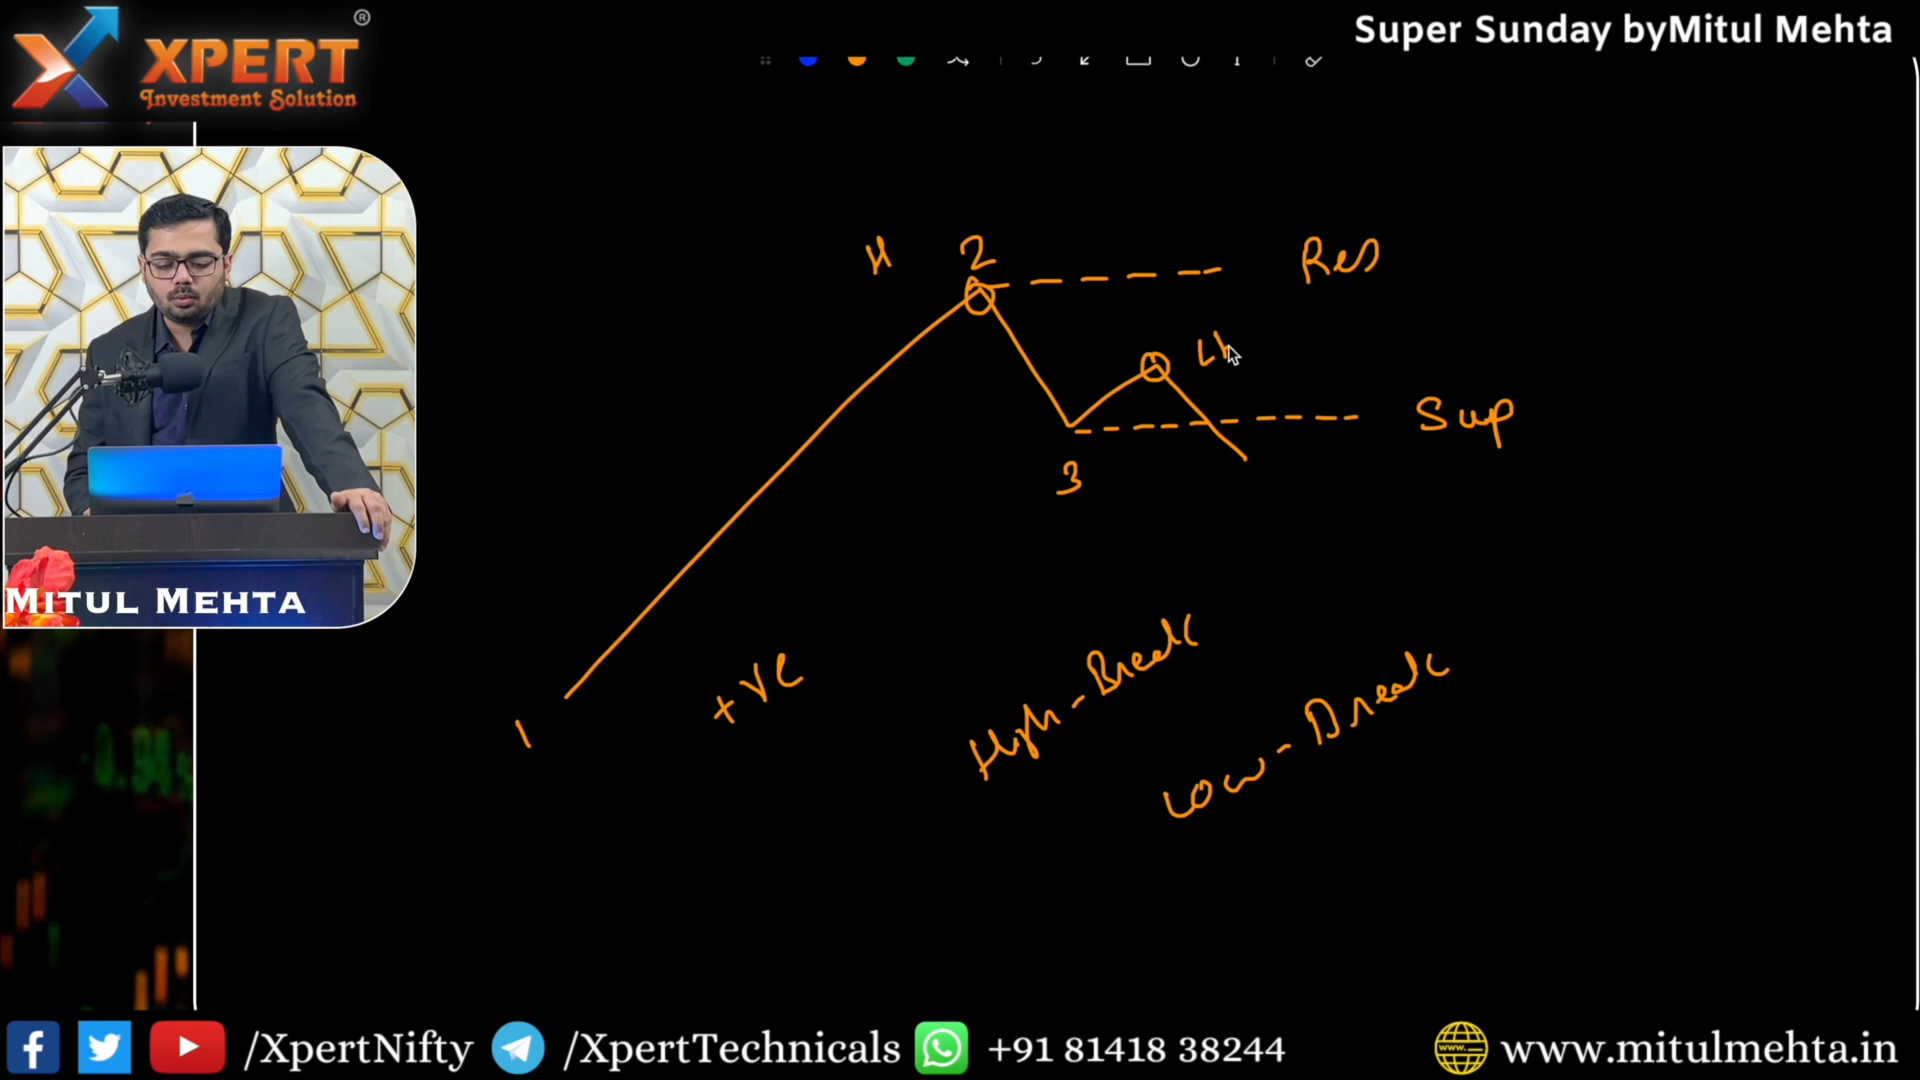 XPERT
®
Investment Solution
Super Sunday byMitul Mehta
H 2
Res
LH
Sup
3
MITUL MEHTA
1
+ve
High-Break
Low-Break
/XpertNifty
/XpertTechnicals
+91 81418 38244
www.mitulmehta.in